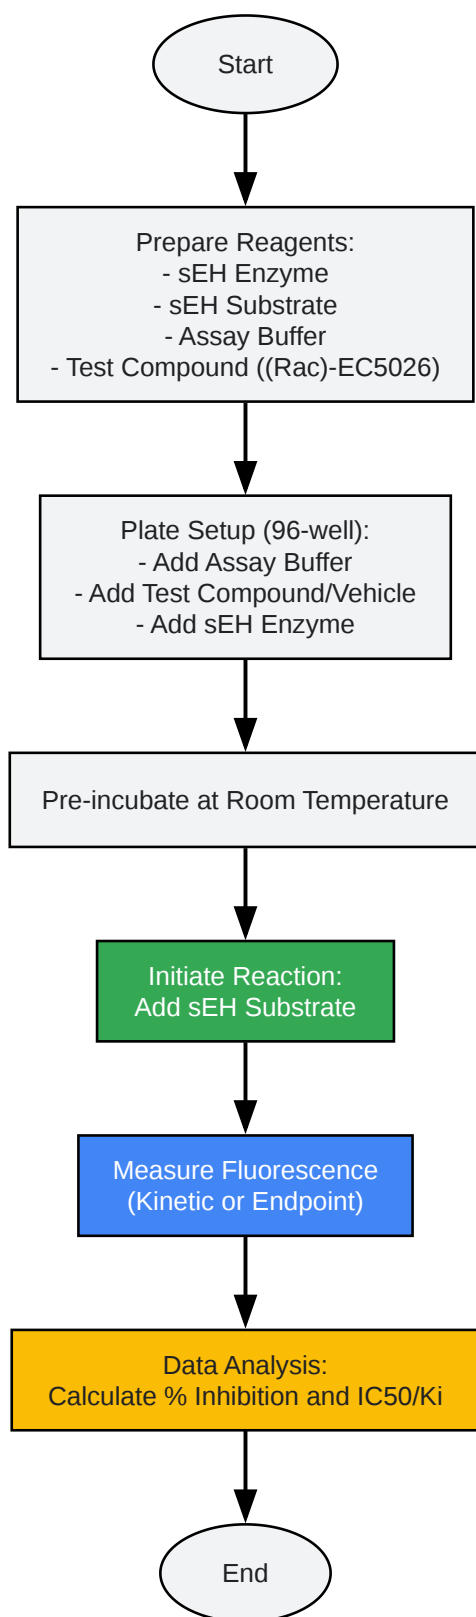 Start
Prepare Reagents:
- sEH Enzyme
- sEH Substrate
- Assay Buffer
- Test Compound ((Rac)-EC5026)
Plate Setup (96-well):
- Add Assay Buffer
- Add Test Compound/Vehicle
- Add sEH Enzyme
Pre-incubate at Room Temperature
Initiate Reaction:
Add sEH Substrate
Measure Fluorescence
(Kinetic or Endpoint)
Data Analysis:
Calculate % Inhibition and IC50/Ki
End